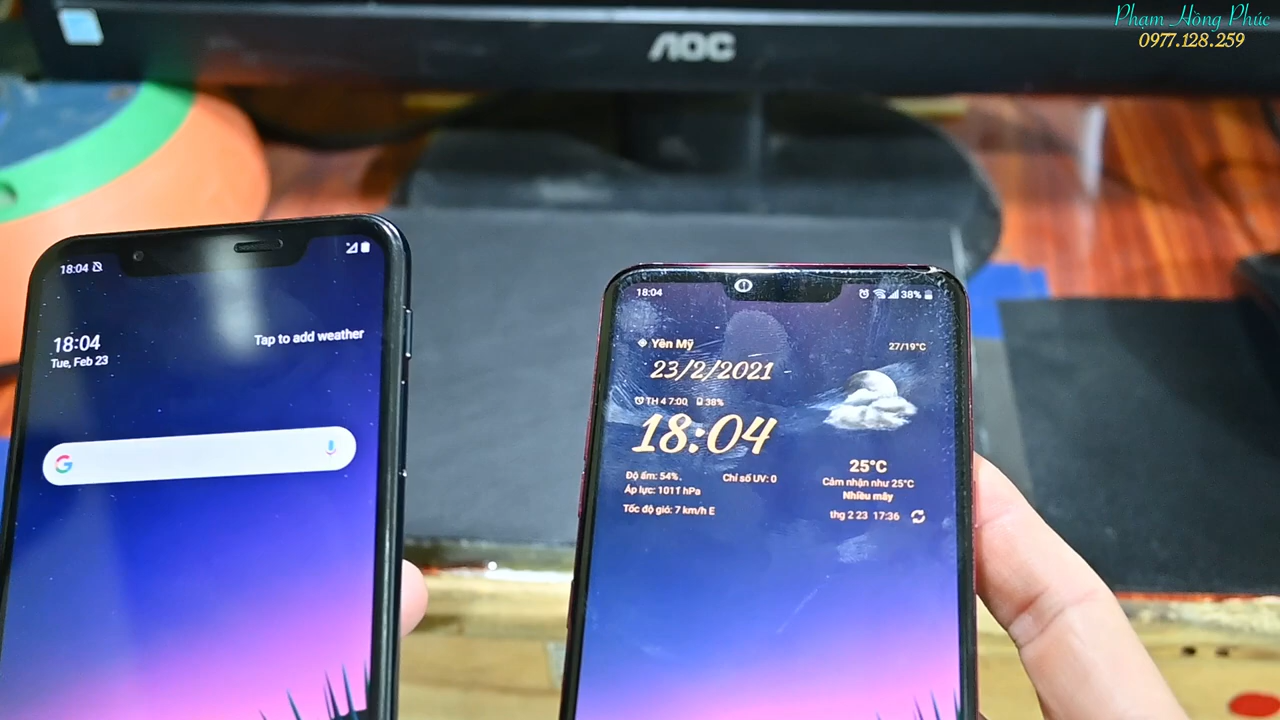 Phạm Hồng Phúc
0977.128.259
AOC
18:04
18:04
Tue, Feb 23
Tap to add weather
18:04
38%
Yên Mỹ
27/19°C
23/2/2021
TH 4 7:00 38%
18:04
Độ ẩm: 54%.
Chỉ số UV: 0
Áp lực: 1011 hPa
Tốc độ gió: 7 km/h E
25°C
Cảm nhận như 25°C
Nhiều mây
thg 2 23 17:36